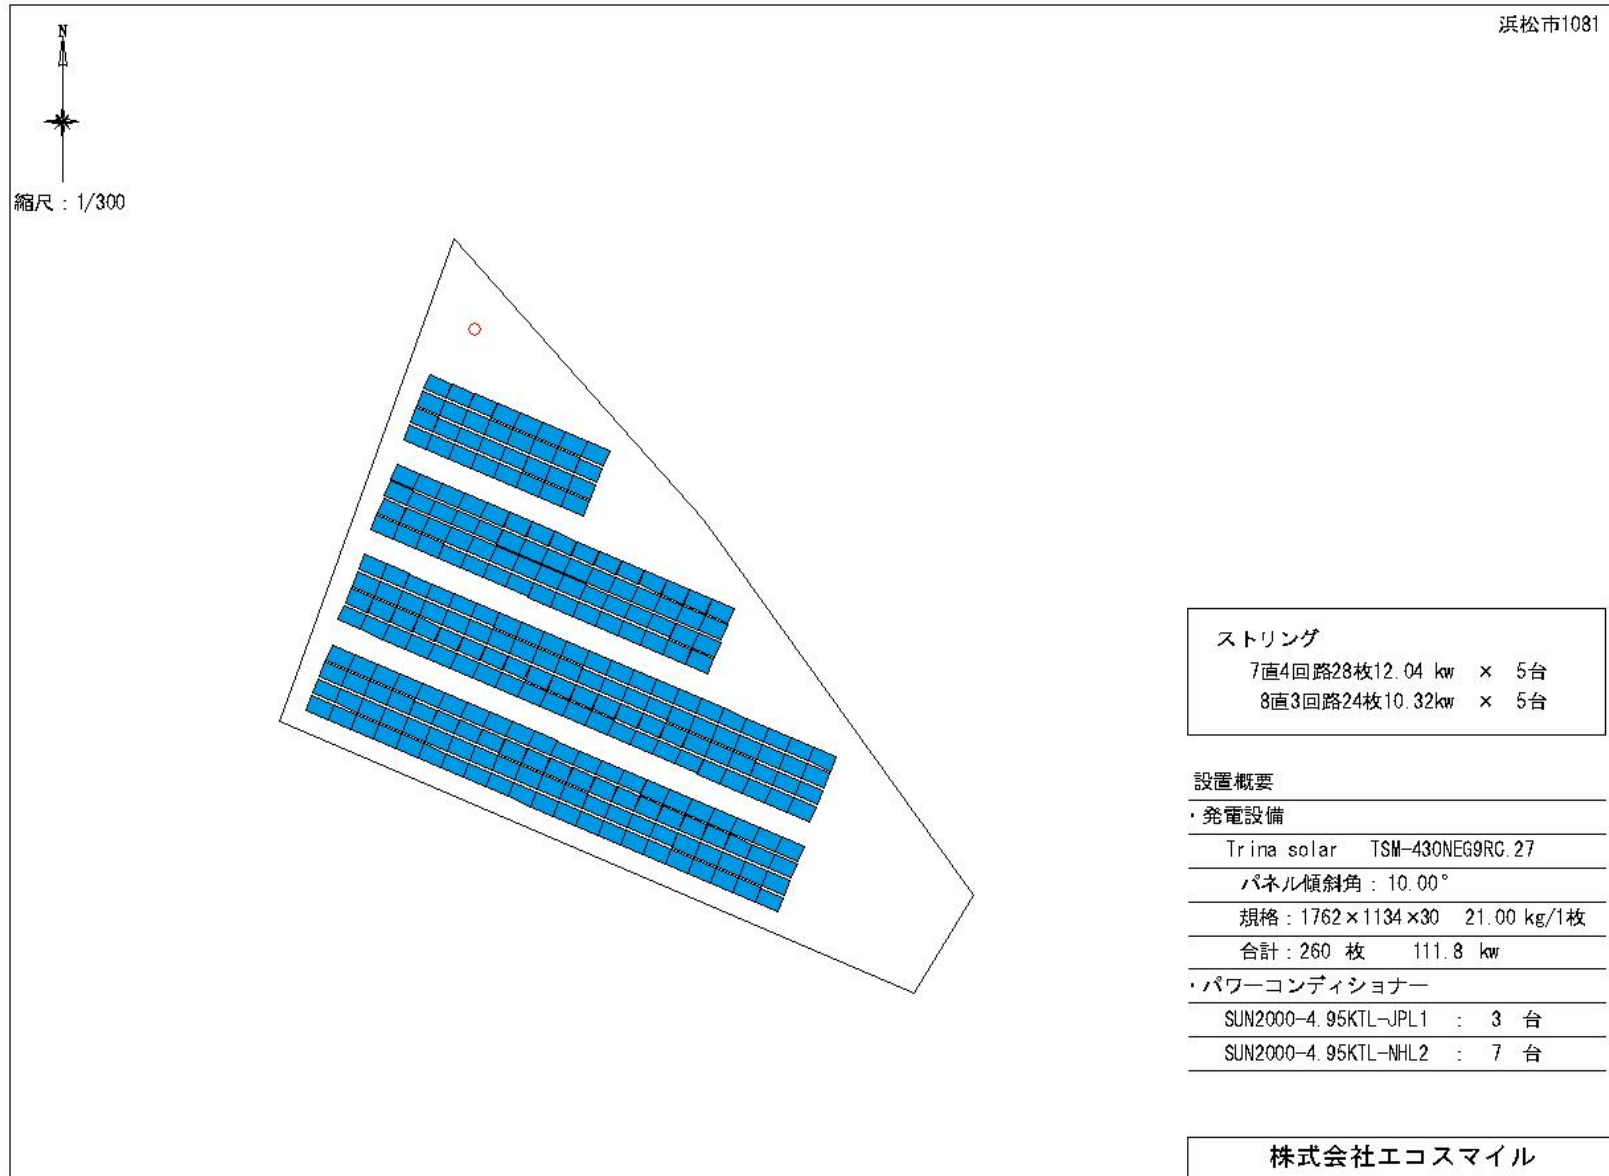 浜松市1081
N
縮尺：1/300
ストリング
7直4回路28枚12.04 kw × 5台
8直3回路24枚10.32kw × 5台
設置概要
・発電設備
Trina solar TSM-430NEG9RC.27
パネル傾斜角：10.00°
規格：1762×1134×30 21.00 kg/1枚
合計：260 枚 111.8 kw
・パワーコンディショナー
SUN2000-4.95KTL-JPL1 : 3 台
SUN2000-4.95KTL-NHL2 : 7 台
株式会社エコスマイル